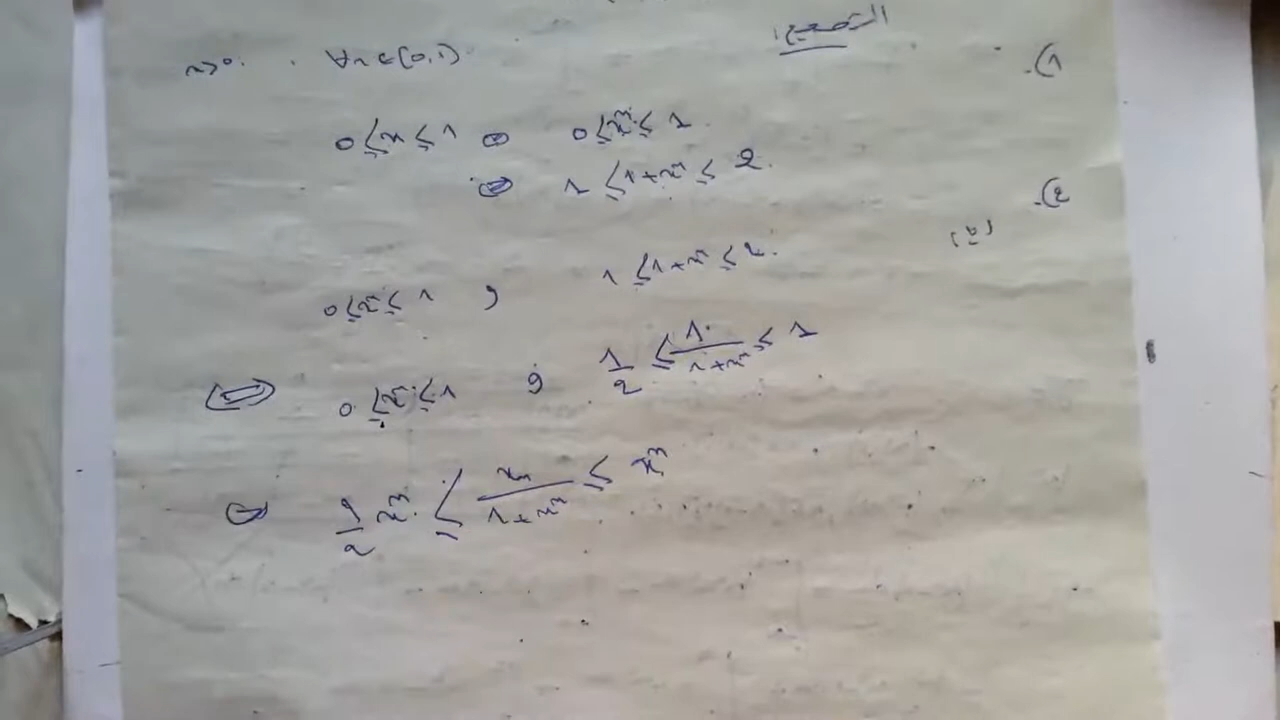 التصحيح:
1). ∀x∈[0,1] . n>0.
0≤x≤1 ⇔ 0≤xⁿ≤1.
⇔ 1≤1+xⁿ≤2.
2).
0≤xⁿ≤1 و 1≤1+xⁿ≤2.
⇔ 0≤xⁿ≤1 و 1/2 ≤ 1/(1+xⁿ) ≤ 1
⇔ 1/2 xⁿ ≤ xⁿ/(1+xⁿ) ≤ xⁿ